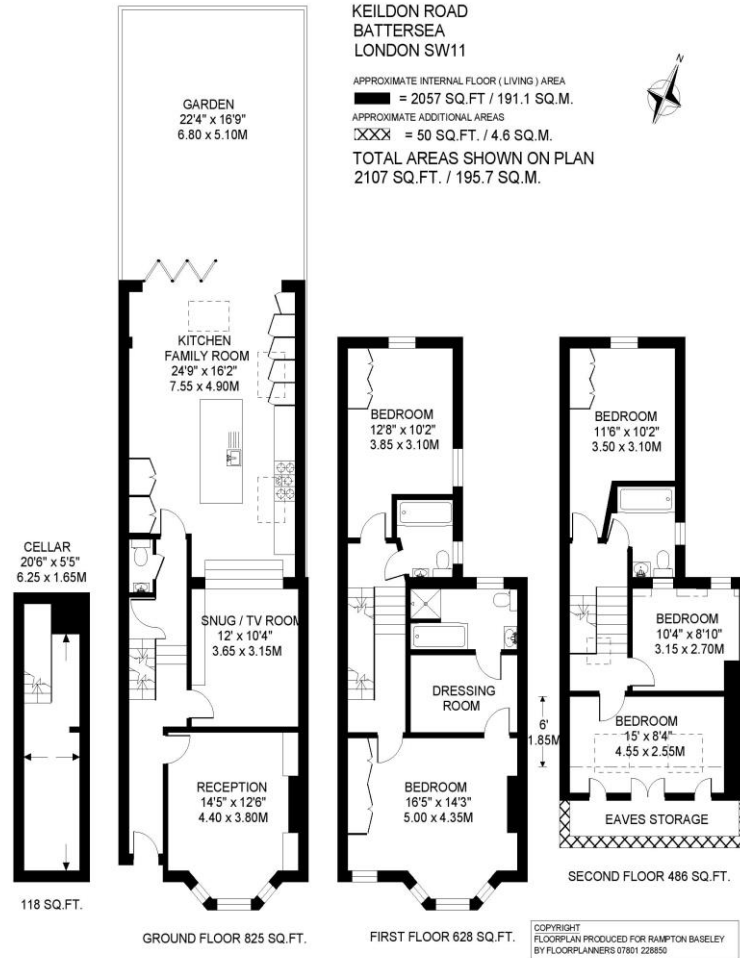 KEILDON ROAD
BATTERSEA
LONDON SW11
APPROXIMATE INTERNAL FLOOR ( LIVING ) AREA
= 2057 SQ.FT / 191.1 SQ.M.
APPROXIMATE ADDITIONAL AREAS
= 50 SQ.FT. / 4.6 SQ.M.
TOTAL AREAS SHOWN ON PLAN
2107 SQ.FT. / 195.7 SQ.M.
N
GARDEN
22'4" x 16'9"
6.80 x 5.10M
KITCHEN
FAMILY ROOM
24'9" x 16'2"
7.55 x 4.90M
CELLAR
20'6" x 5'5"
6.25 x 1.65M
118 SQ.FT.
SNUG / TV ROOM
12' x 10'4"
3.65 x 3.15M
RECEPTION
14'5" x 12'6"
4.40 x 3.80M
GROUND FLOOR 825 SQ.FT.
BEDROOM
12'8" x 10'2"
3.85 x 3.10M
DRESSING
ROOM
BEDROOM
16'5" x 14'3"
5.00 x 4.35M
FIRST FLOOR 628 SQ.FT.
BEDROOM
11'6" x 10'2"
3.50 x 3.10M
BEDROOM
10'4" x 8'10"
3.15 x 2.70M
6'
1.85M
BEDROOM
15' x 8'4"
4.55 x 2.55M
EAVES STORAGE
SECOND FLOOR 486 SQ.FT.
COPYRIGHT
FLOORPLAN PRODUCED FOR RAMPTON BASELEY
BY FLOORPLANNERS 07801 228850